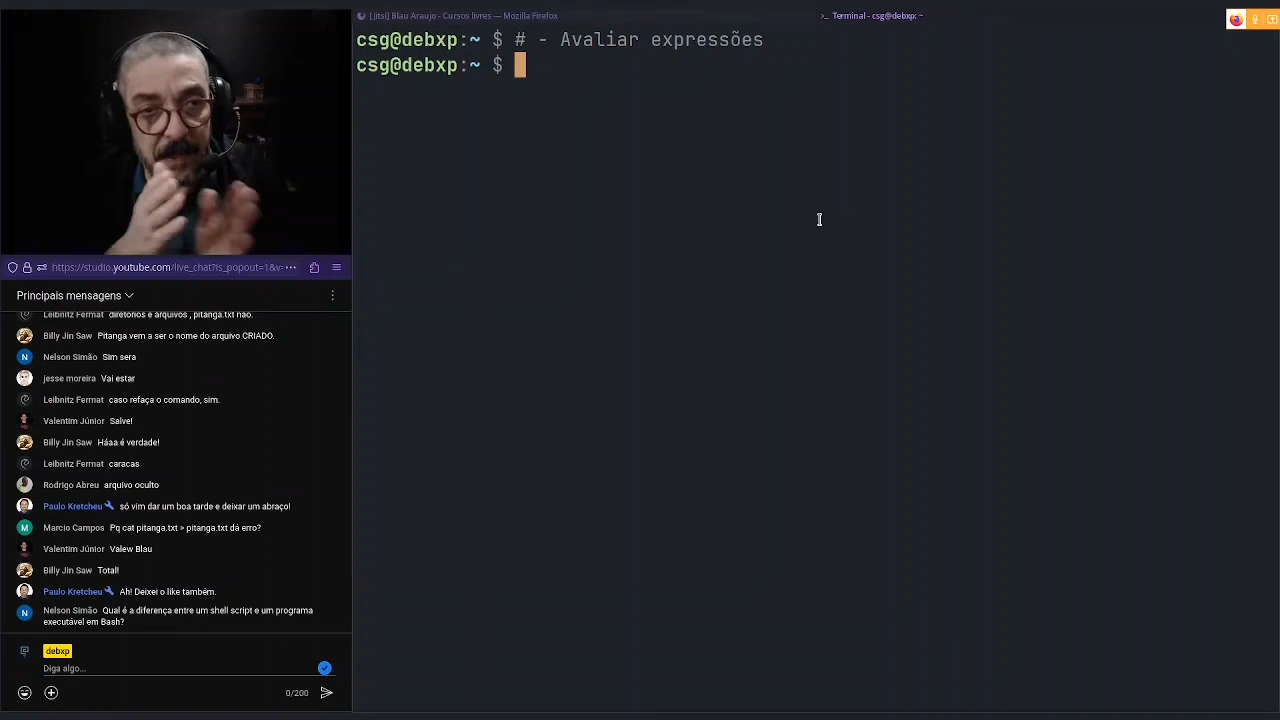 [Jitsi] Blau Araujo - Cursos livres — Mozilla Firefox
>_ Terminal - csg@debxp: ~
csg@debxp:~ $ # - Avaliar expressões
csg@debxp:~ $
https://studio.youtube.com/live_chat?is_popout=1&v=
Principais mensagens
Leibnitz Fermat diretorios e arquivos , pitanga.txt nao.
Billy Jin Saw Pitanga vem a ser o nome do arquivo CRIADO.
N Nelson Simão Sim sera
jesse moreira Vai estar
Leibnitz Fermat caso refaça o comando, sim.
Valentim Júnior Salve!
Billy Jin Saw Háaa é verdade!
Leibnitz Fermat caracas
Rodrigo Abreu arquivo oculto
Paulo Kretcheu só vim dar um boa tarde e deixar um abraço!
M Marcio Campos Pq cat pitanga.txt > pitanga.txt dá erro?
Valentim Júnior Valew Blau
Billy Jin Saw Total!
Paulo Kretcheu Ah! Deixei o like também.
N Nelson Simão Qual é a diferença entre um shell script e um programa
executável em Bash?
debxp
Diga algo...
0/200